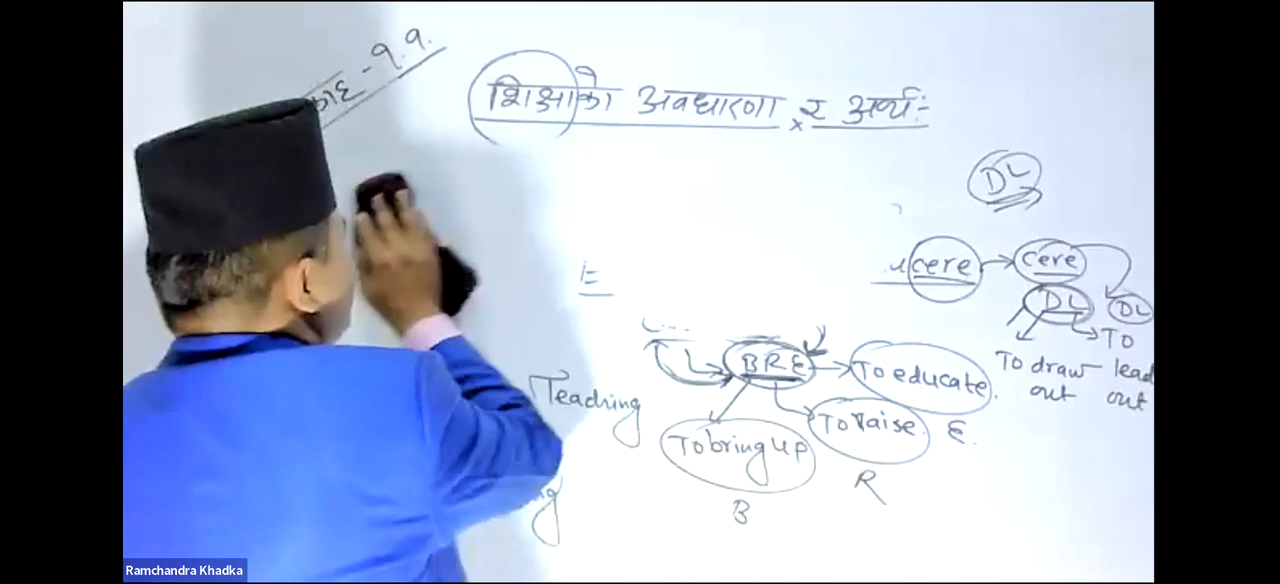 - १.१.
शिक्षाको अवधारणा र अर्थ:-
DL
cere → cere
E
DL
DL
To
BRE
To educate.
To draw out
lead out
Teaching
To raise.
E.
To bring up
R
B
Ramchandra Khadka